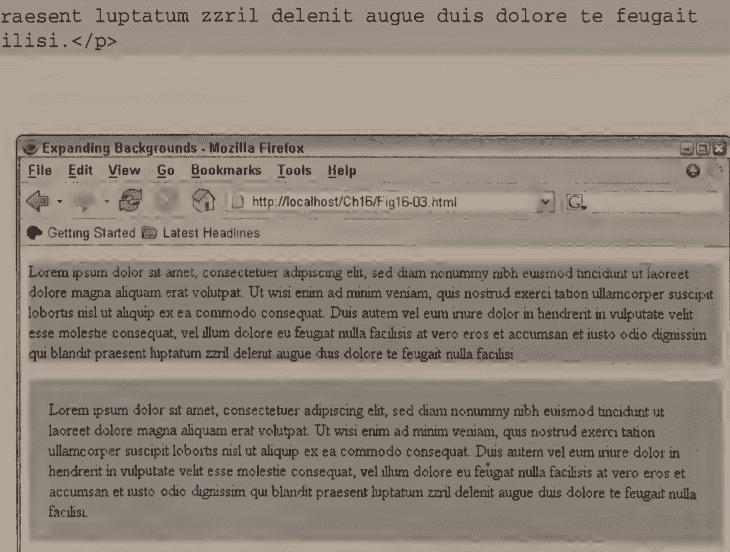 raesent luptatum zzril delenit augue duis dolore te feugait
ilisi.</p>
Expanding Backgrounds - Mozilla Firefox
File Edit View Go Bookmarks Tools Help
http://localhost/Ch16/Fig16-03.html G
Getting Started Latest Headlines
Lorem ipsum dolor sit amet, consectetuer adipiscing elit, sed diam nonummy nibh euismod tincidunt ut laoreet
dolore magna aliquam erat volutpat. Ut wisi enim ad minim veniam, quis nostrud exerci tation ullamcorper suscipit
lobortis nisl ut aliquip ex ea commodo consequat. Duis autem vel eum iriure dolor in hendrerit in vulputate velit
esse molestie consequat, vel illum dolore eu feugiat nulla facilisis at vero eros et accumsan et iusto odio dignissim
qui blandit praesent luptatum zzril delenit augue duis dolore te feugait nulla facilisi.
Lorem ipsum dolor sit amet, consectetuer adipiscing elit, sed diam nonummy nibh euismod tincidunt ut
laoreet dolore magna aliquam erat volutpat. Ut wisi enim ad minim veniam, quis nostrud exerci tation
ullamcorper suscipit lobortis nisl ut aliquip ex ea commodo consequat. Duis autem vel eum iriure dolor in
hendrerit in vulputate velit esse molestie consequat, vel illum dolore eu feugiat nulla facilisis at vero eros et
accumsan et iusto odio dignissim qui blandit praesent luptatum zzril delenit augue duis dolore te feugait nulla
facilisi.